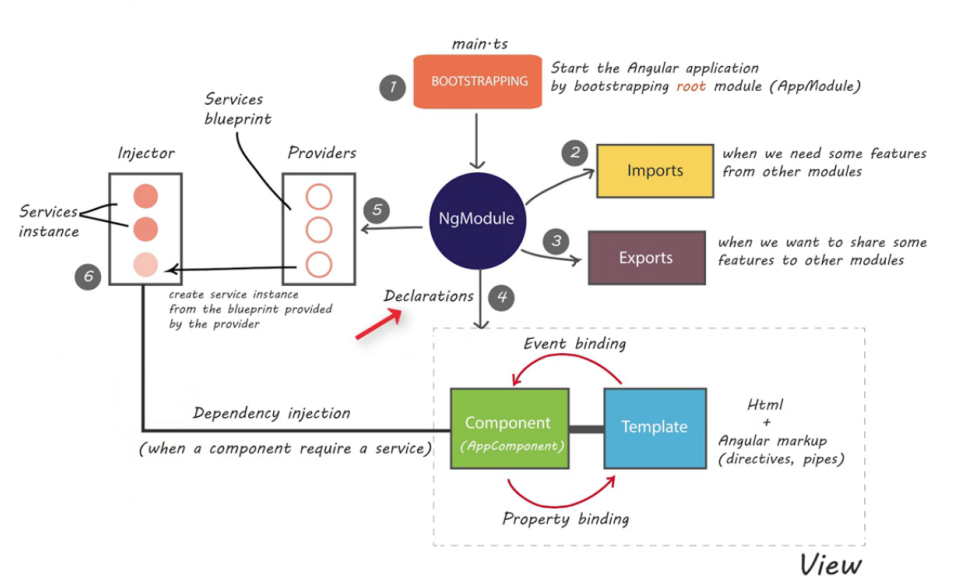 main.ts
1
BOOTSTRAPPING
Start the Angular application
by bootstrapping root module (AppModule)
Services
blueprint
Injector
Providers
2
Imports
when we need some features
from other modules
Services
instance
5
NgModule
3
Exports
when we want to share some
features to other modules
6
create service instance
from the blueprint provided
by the provider
Declarations
4
Event binding
Component
(AppComponent)
Template
Html
+
Angular markup
(directives, pipes)
Dependency injection
(when a component require a service)
Property binding
View